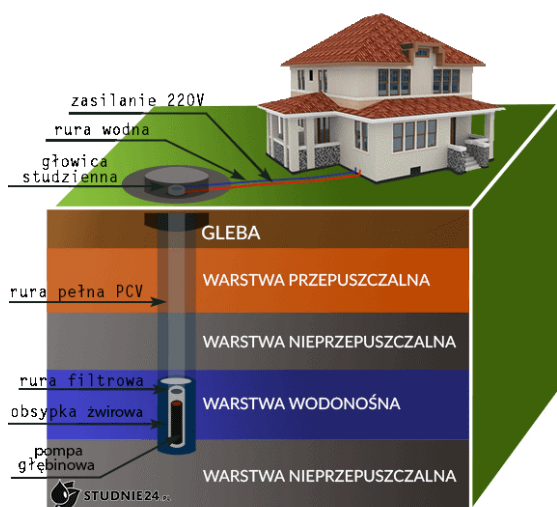 zasilanie 220V
rura wodna
głowica
studzienna
GLEBA
WARSTWA PRZEPUSZCZALNA
rura pełna PCV
WARSTWA NIEPRZEPUSZCZALNA
rura filtrowa
WARSTWA WODONOŚNA
obsypka żwirowa
pompa
głębinowa
WARSTWA NIEPRZEPUSZCZALNA
STUDNIE24.PL